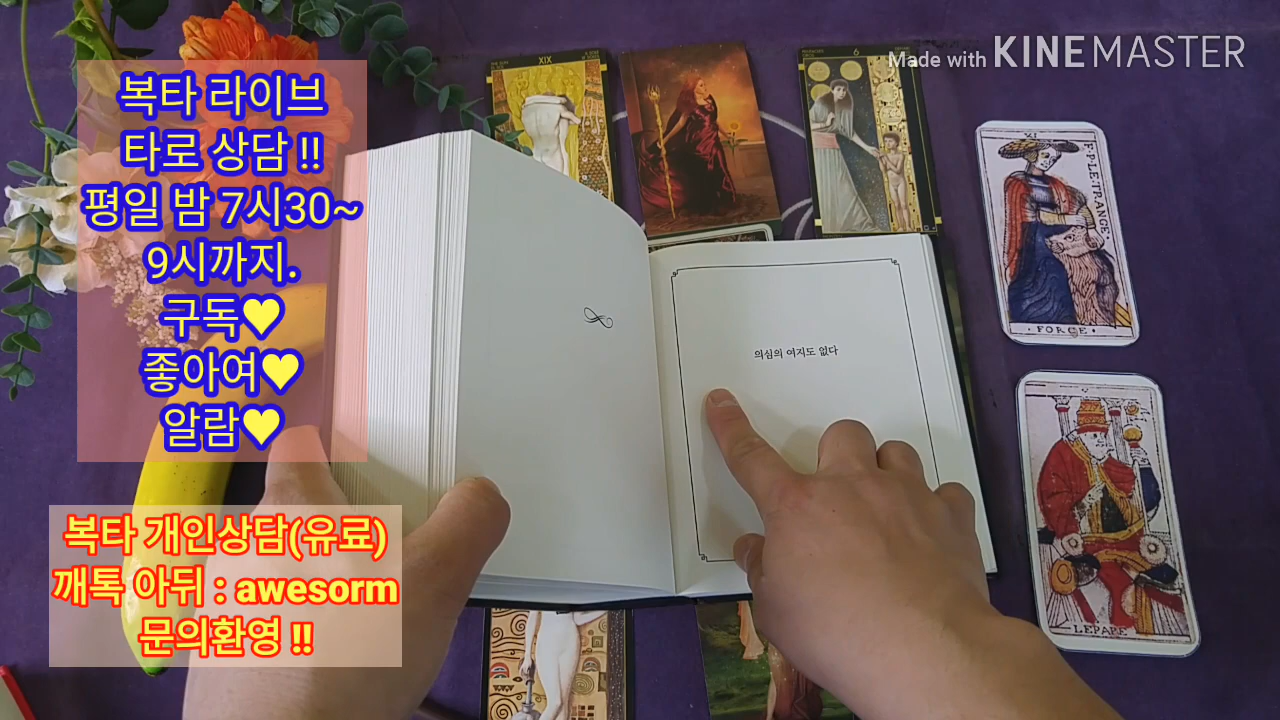 복타 라이브
타로 상담 !!
평일 밤 7시30~
9시까지.
구독♥
좋아여♥
알람♥
복타 개인상담(유료)
깨톡 아뒤 : awesorm
문의환영 !!
Made with KINEMASTER
XIX
6
의심의 여지도 없다
XI
F·P·LE·TRANGE·
·FORCE·
LEPAPE